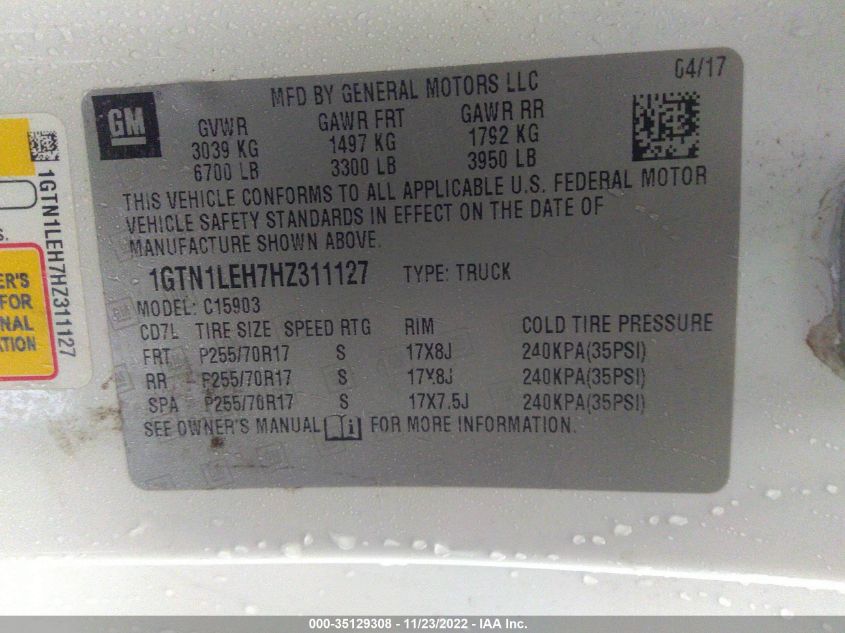 GM
MFD BY GENERAL MOTORS LLC
04/17
GVWR GAWR FRT GAWR RR
3039 KG 1497 KG 1792 KG
6700 LB 3300 LB 3950 LB
THIS VEHICLE CONFORMS TO ALL APPLICABLE U.S. FEDERAL MOTOR
VEHICLE SAFETY STANDARDS IN EFFECT ON THE DATE OF
MANUFACTURE SHOWN ABOVE.
1GTN1LEH7HZ311127 TYPE: TRUCK
MODEL: C15903
CD7L TIRE SIZE SPEED RTG RIM COLD TIRE PRESSURE
FRT P255/70R17 S 17X8J 240KPA(35PSI)
RR P255/70R17 S 17X8J 240KPA(35PSI)
SPA P255/70R17 S 17X7.5J 240KPA(35PSI)
SEE OWNER'S MANUAL i FOR MORE INFORMATION.
1GTN1LEH7HZ311127
S.
ER'S
FOR
NAL
ATION
000-35129308 - 11/23/2022 - IAA Inc.